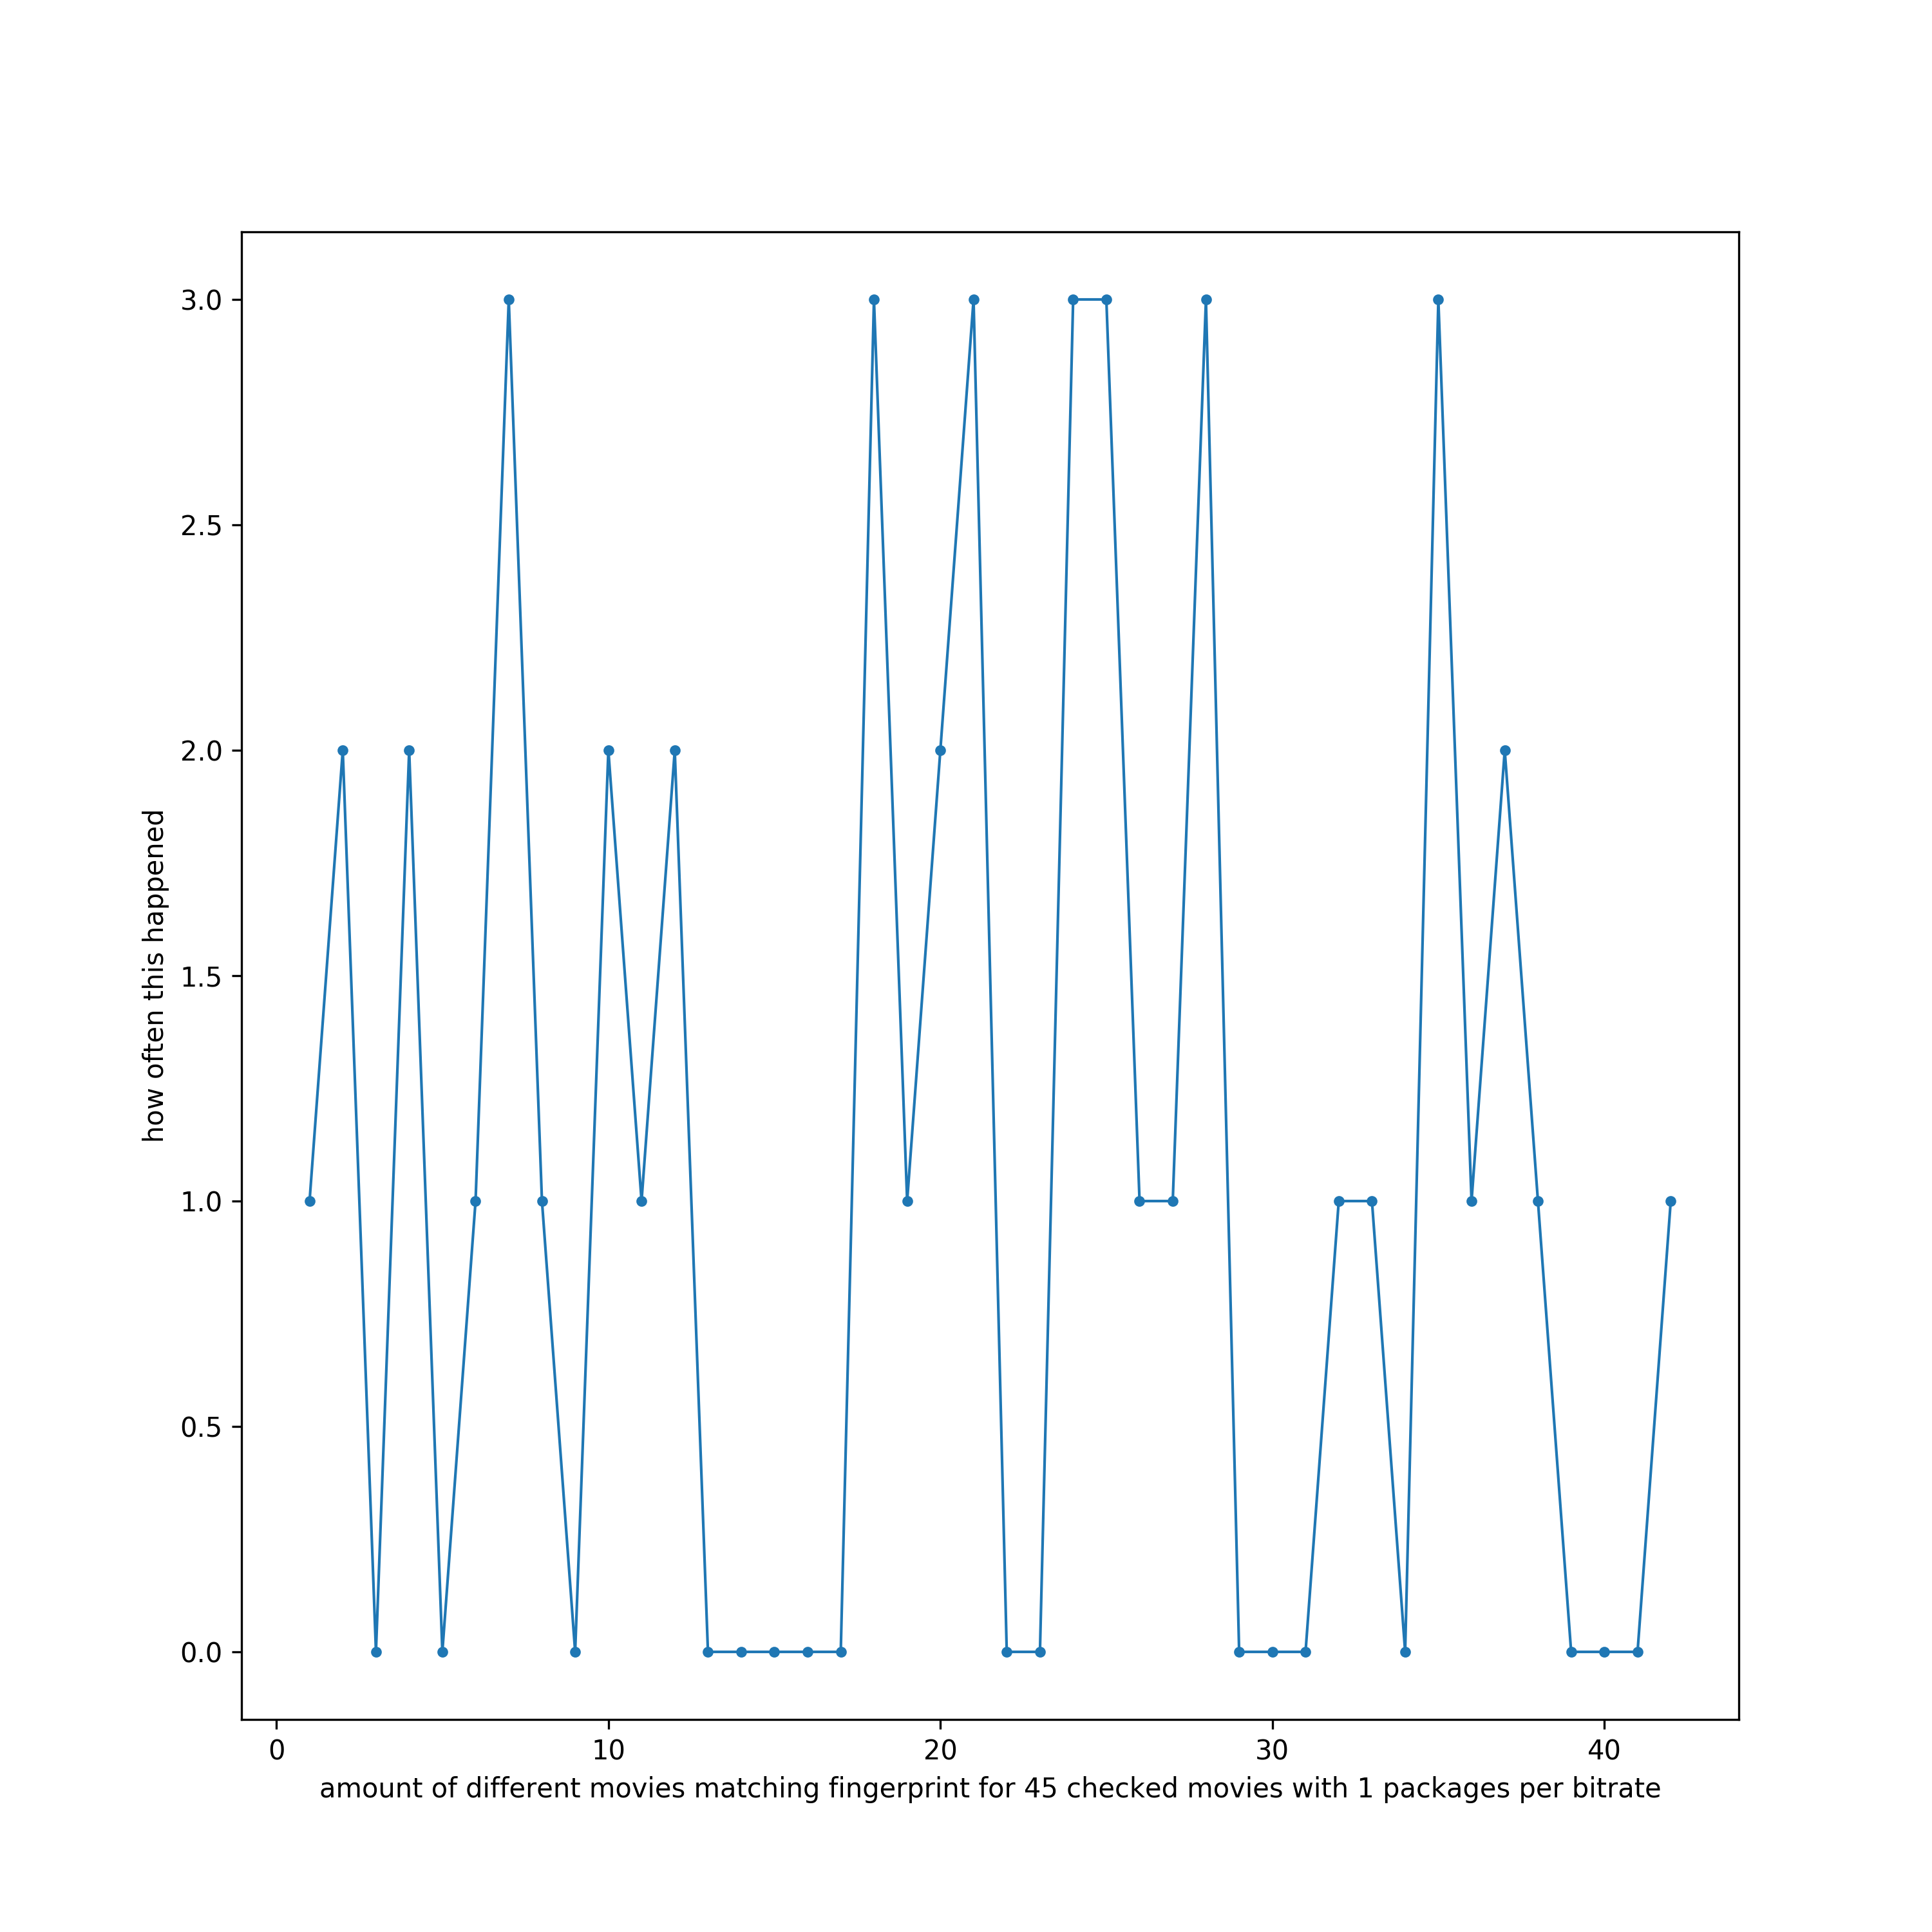 3.0
2.5
2.0
1.5
1.0
0.5
0.0
how often this happened
0 10 20 30 40
amount of different movies matching fingerprint for 45 checked movies with 1 packages per bitrate